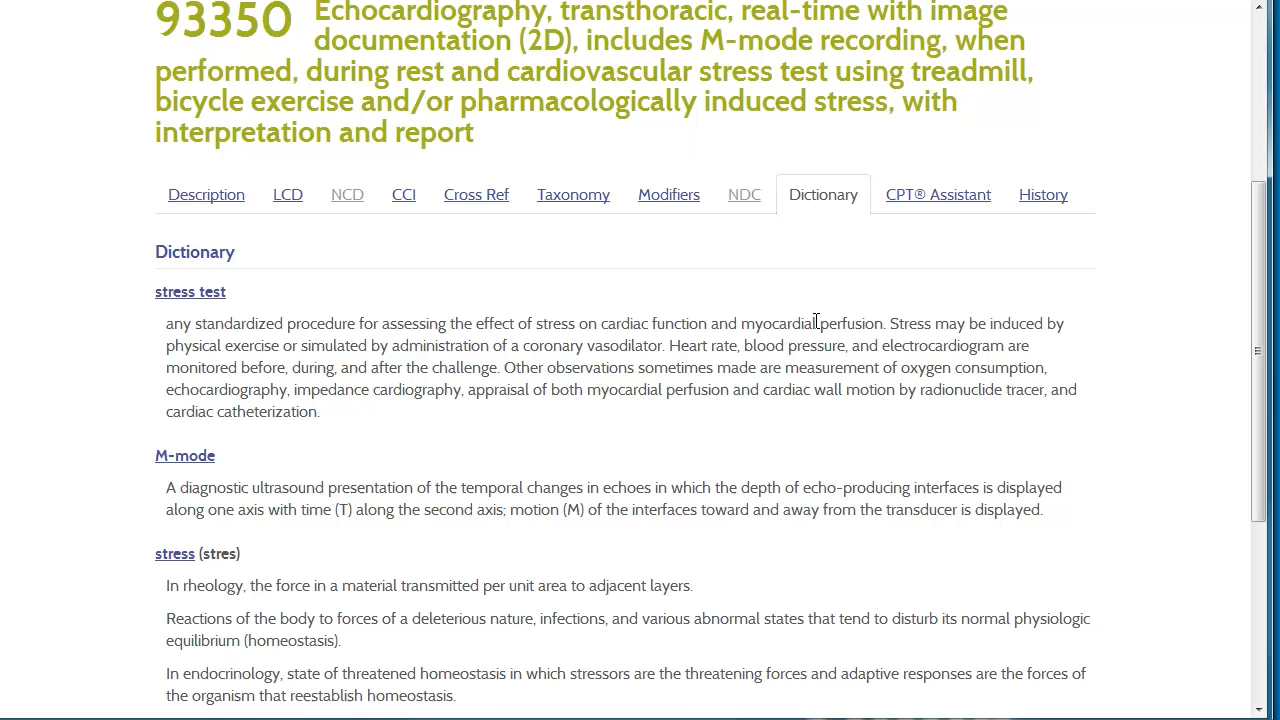 93350 Echocardiography, transthoracic, real-time with image
documentation (2D), includes M-mode recording, when
performed, during rest and cardiovascular stress test using treadmill,
bicycle exercise and/or pharmacologically induced stress, with
interpretation and report
Description LCD NCD CCI Cross Ref Taxonomy Modifiers NDC Dictionary CPT® Assistant History
Dictionary
stress test
any standardized procedure for assessing the effect of stress on cardiac function and myocardial perfusion. Stress may be induced by
physical exercise or simulated by administration of a coronary vasodilator. Heart rate, blood pressure, and electrocardiogram are
monitored before, during, and after the challenge. Other observations sometimes made are measurement of oxygen consumption,
echocardiography, impedance cardiography, appraisal of both myocardial perfusion and cardiac wall motion by radionuclide tracer, and
cardiac catheterization.
M-mode
A diagnostic ultrasound presentation of the temporal changes in echoes in which the depth of echo-producing interfaces is displayed
along one axis with time (T) along the second axis; motion (M) of the interfaces toward and away from the transducer is displayed.
stress (stres)
In rheology, the force in a material transmitted per unit area to adjacent layers.
Reactions of the body to forces of a deleterious nature, infections, and various abnormal states that tend to disturb its normal physiologic
equilibrium (homeostasis).
In endocrinology, state of threatened homeostasis in which stressors are the threatening forces and adaptive responses are the forces of
the organism that reestablish homeostasis.